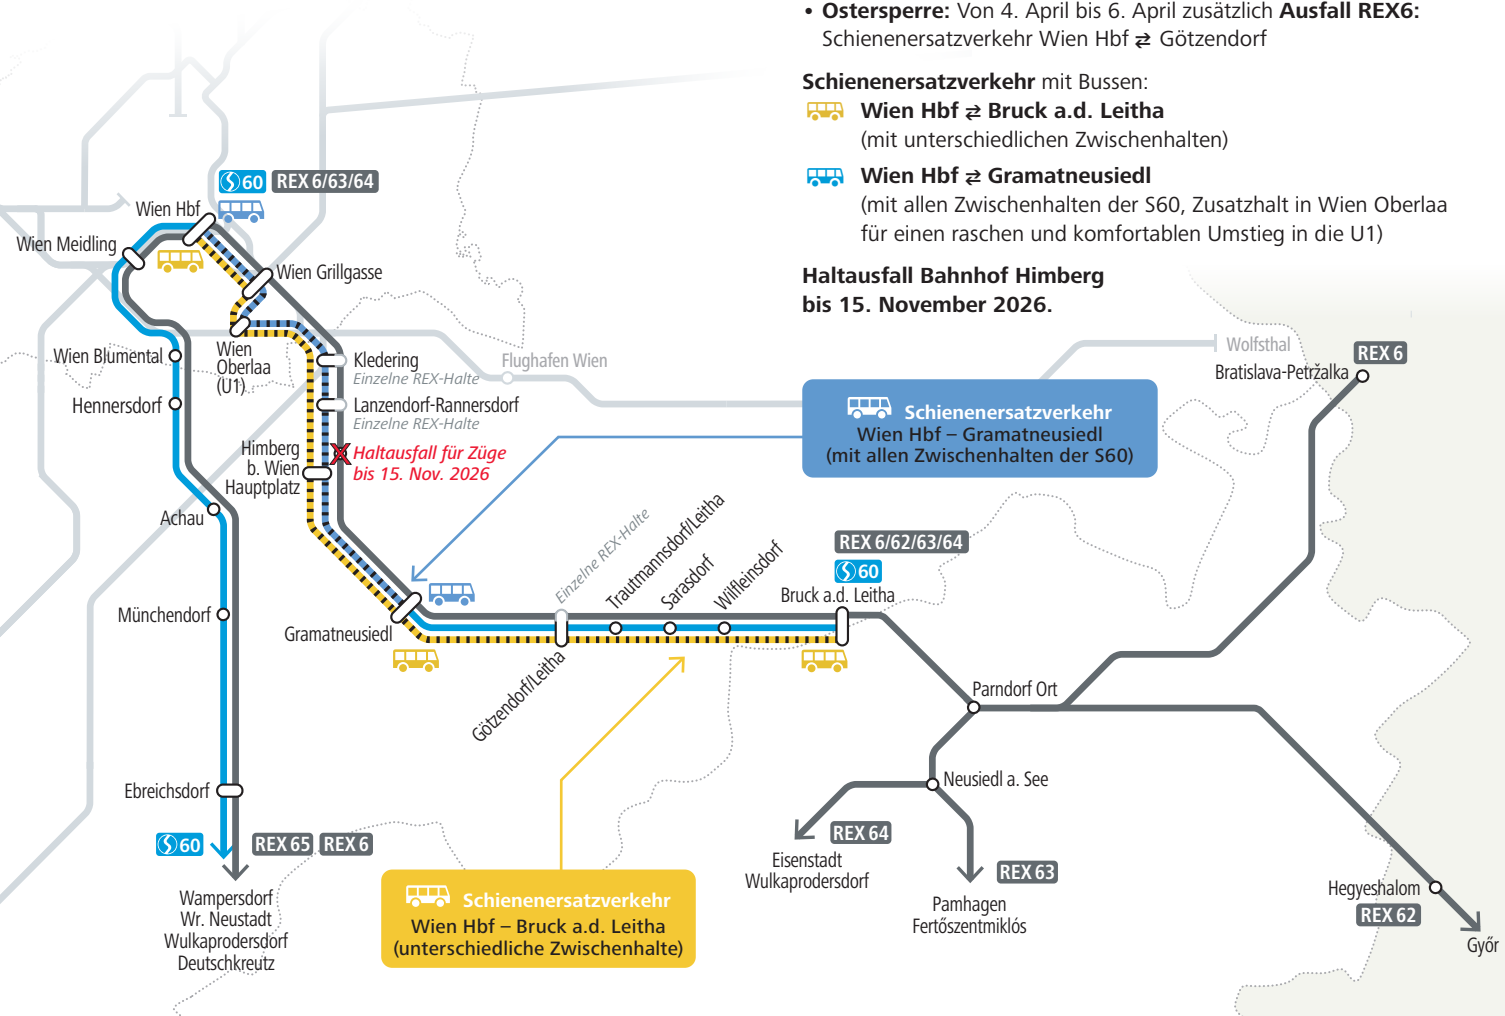 • Ostersperre: Von 4. April bis 6. April zusätzlich Ausfall REX6:
Schienenersatzverkehr Wien Hbf ⇄ Götzendorf
Schienenersatzverkehr mit Bussen:
Wien Hbf ⇄ Bruck a.d. Leitha
(mit unterschiedlichen Zwischenhalten)
Wien Hbf ⇄ Gramatneusiedl
(mit allen Zwischenhalten der S60, Zusatzhalt in Wien Oberlaa
für einen raschen und komfortablen Umstieg in die U1)
Haltausfall Bahnhof Himberg
bis 15. November 2026.
S 60 REX 6/63/64
Wien Hbf
Wien Meidling
Wien Grillgasse
Wien Blumental
Wien
Oberlaa
(U1)
Kledering
Einzelne REX-Halte
Flughafen Wien
Wolfsthal
REX 6
Bratislava-Petržalka
Hennersdorf
Lanzendorf-Rannersdorf
Einzelne REX-Halte
Himberg
b. Wien
Hauptplatz
Haltausfall für Züge
bis 15. Nov. 2026
Schienenersatzverkehr
Wien Hbf – Gramatneusiedl
(mit allen Zwischenhalten der S60)
Achau
Einzelne REX-Halte
Trautmannsdorf/Leitha
Sarasdorf
Wilfleinsdorf
REX 6/62/63/64
S 60
Bruck a.d. Leitha
Münchendorf
Gramatneusiedl
Götzendorf/Leitha
Parndorf Ort
Ebreichsdorf
Neusiedl a. See
S 60
REX 65 REX 6
REX 64
Eisenstadt
Wulkaprodersdorf
REX 63
Pamhagen
Fertőszentmiklós
Hegyeshalom
REX 62
Győr
Wampersdorf
Wr. Neustadt
Wulkaprodersdorf
Deutschkreutz
Schienenersatzverkehr
Wien Hbf – Bruck a.d. Leitha
(unterschiedliche Zwischenhalte)